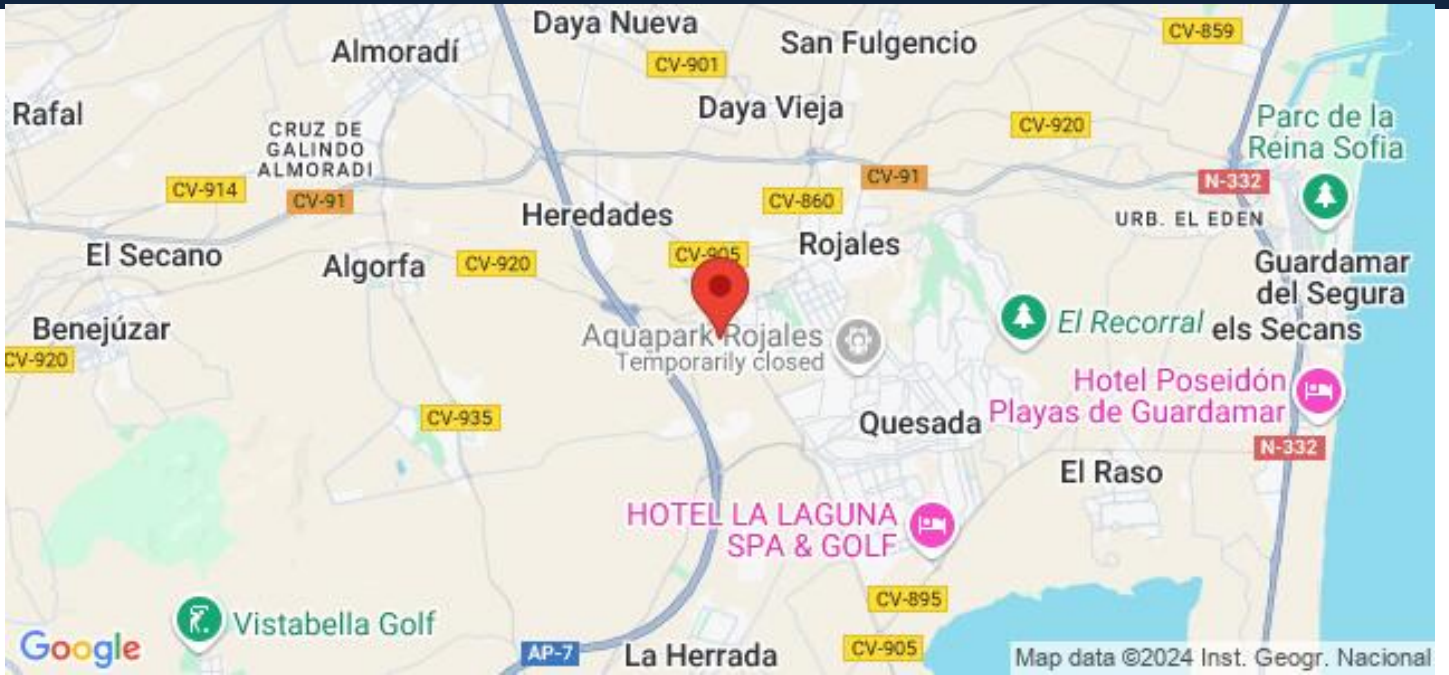 Daya Nueva
San Fulgencio
CV-859
Almoradí
CV-901
Rafal
Daya Vieja
CV-920
Parc de la
Reina Sofia
CRUZ DE
GALINDO
ALMORADI
CV-914
CV-91
CV-91
N-332
CV-860
Heredades
URB. EL EDEN
El Secano
Algorfa
CV-920
CV-905
Rojales
Guardamar
del Segura
Benejúzar
CV-920
Aquapark Rojales
Temporarily closed
El Recorral
els Secans
Hotel Poseidón
Playas de Guardamar
CV-935
Quesada
N-332
El Raso
HOTEL LA LAGUNA
SPA & GOLF
CV-895
Vistabella Golf
Google
AP-7
La Herrada
CV-905
Map data ©2024 Inst. Geogr. Nacional